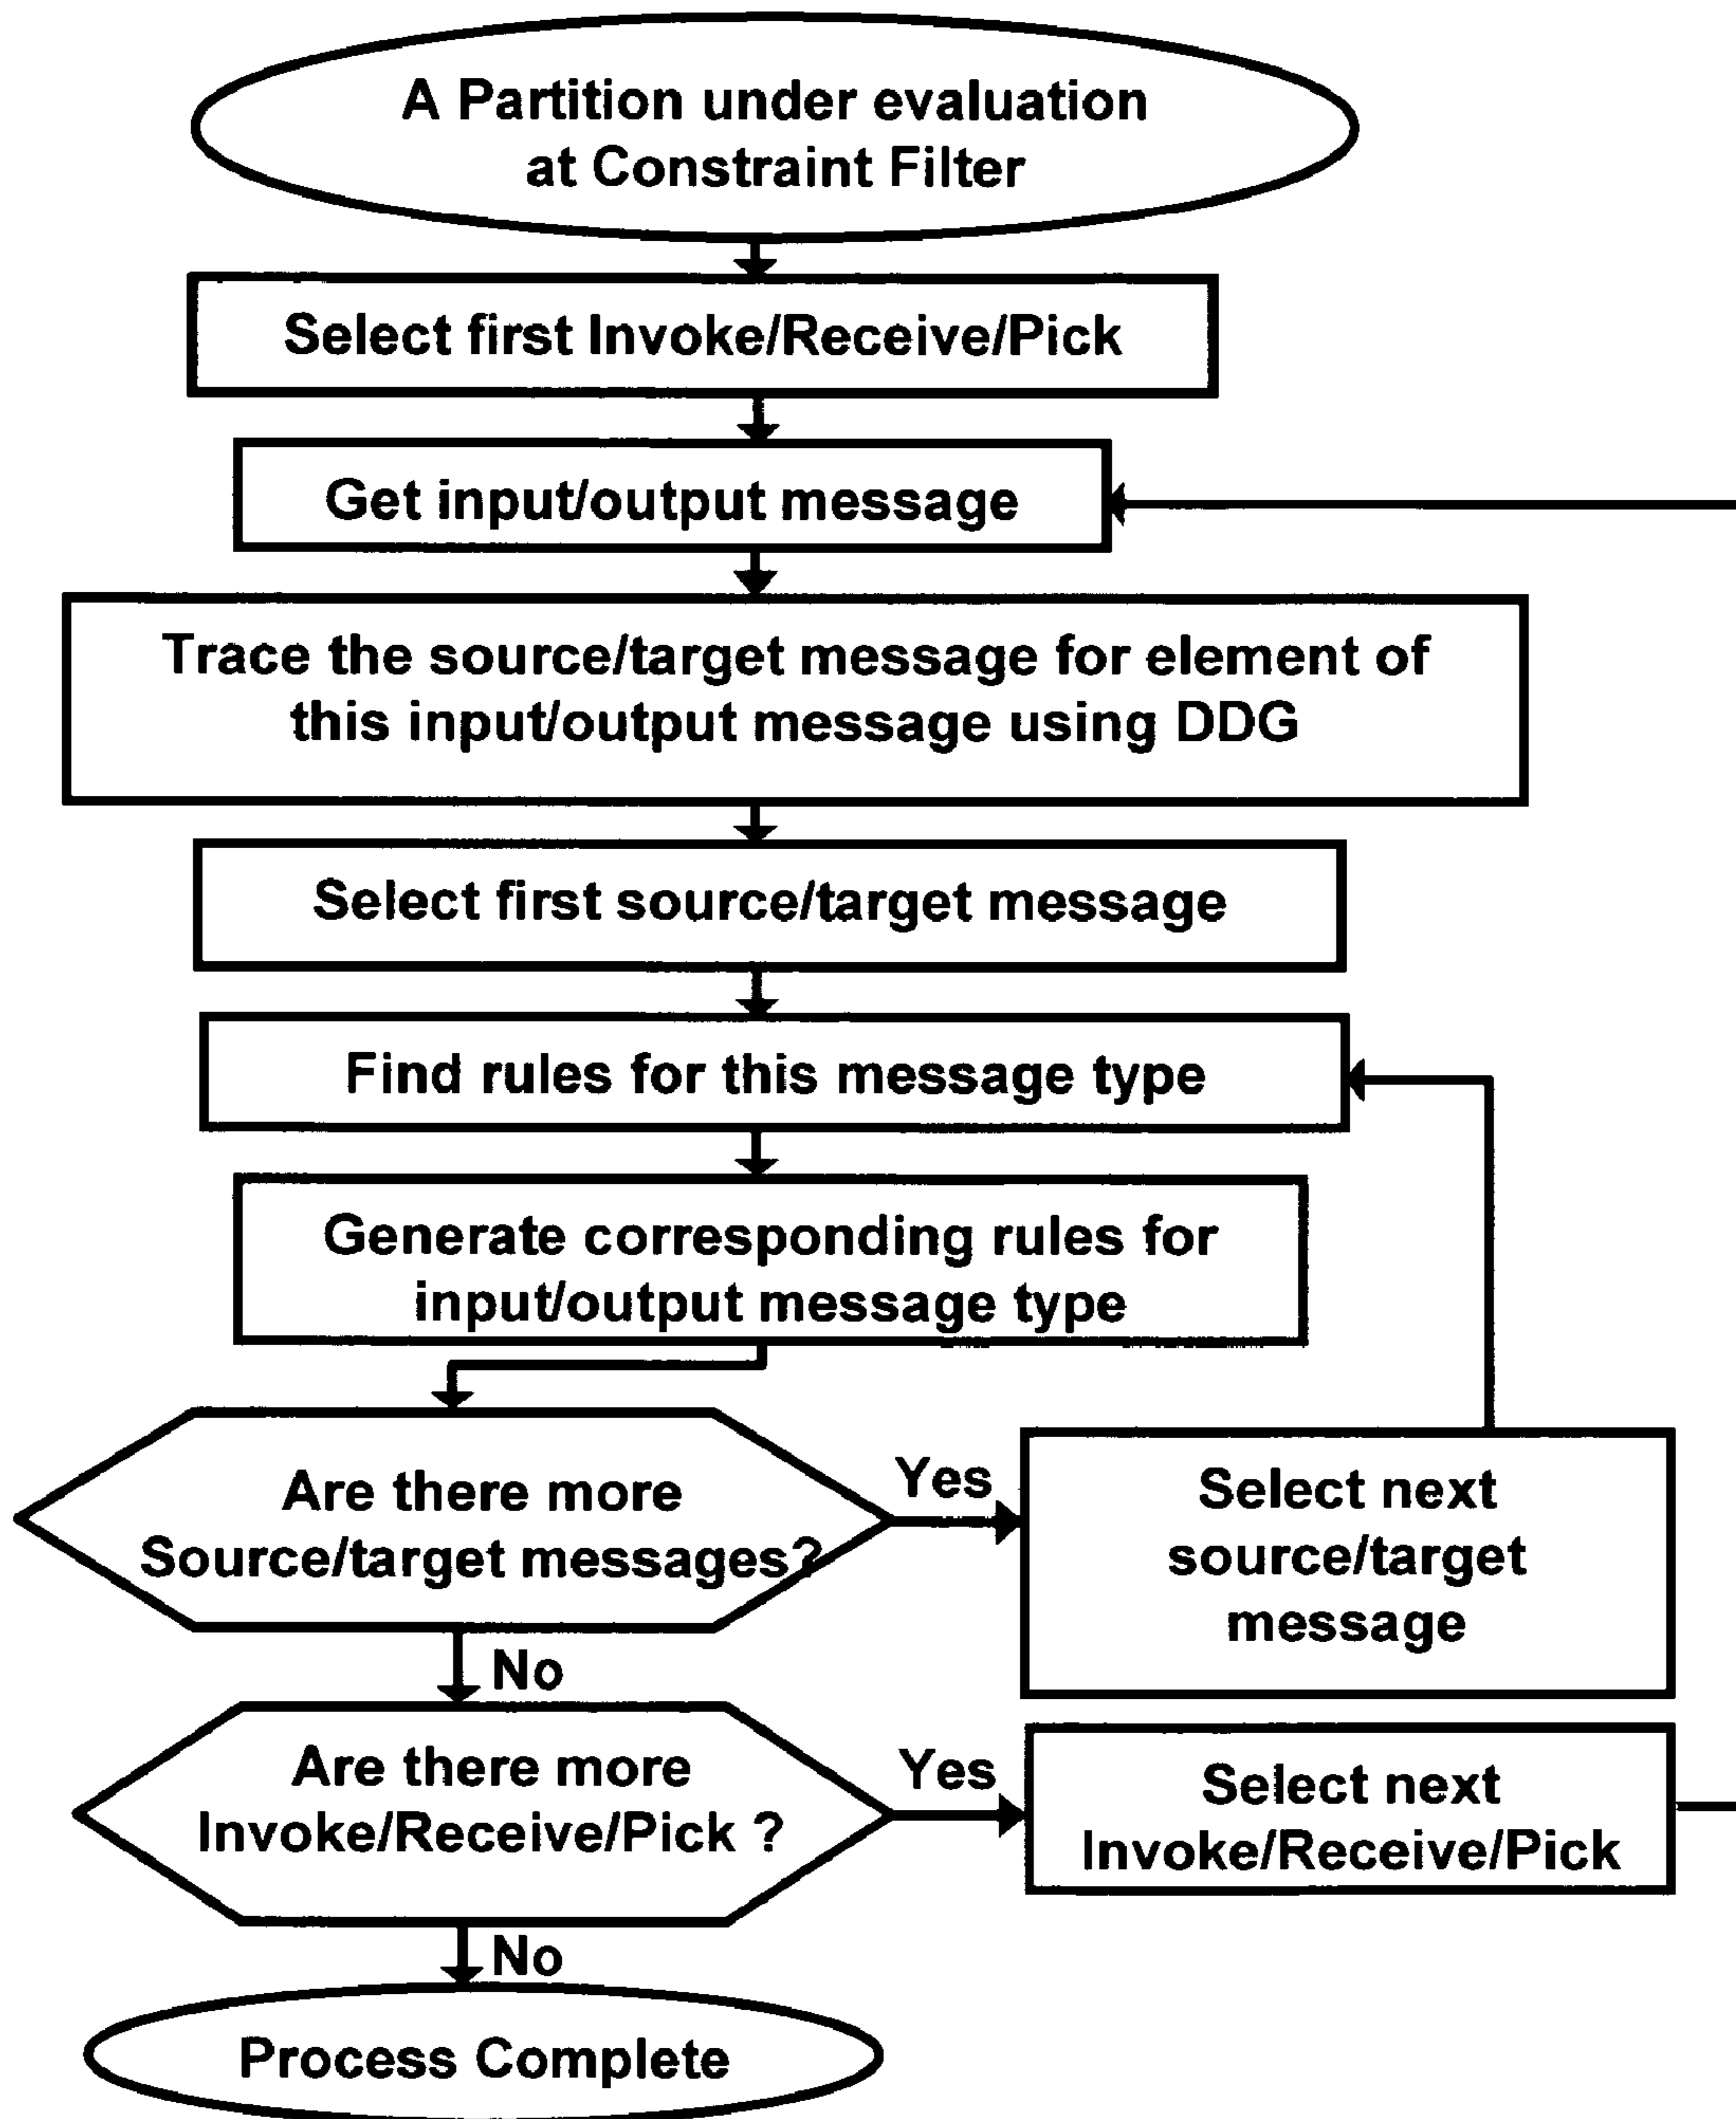 A Partition under evaluation
at Constraint Filter
Select first Invoke/Receive/Pick
Get input/output message
Trace the source/target message for element of
this input/output message using DDG
Select first source/target message
Find rules for this message type
Generate corresponding rules for
input/output message type
Are there more
Source/target messages?
Yes
Select next
source/target
message
No
Are there more
Invoke/Receive/Pick ?
Yes
Select next
Invoke/Receive/Pick
No
Process Complete